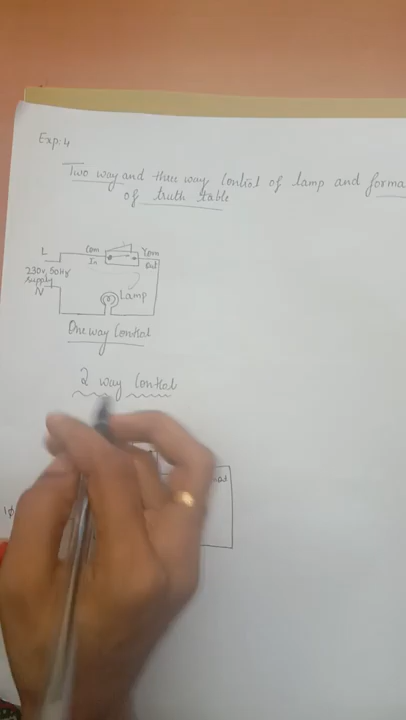 Exp:4
Two way and three way Control of lamp and forma
of truth table
L
Com
In
Out
230V, 50Hz
supply
N
Lamp
One way Control
2 way Control
1φ